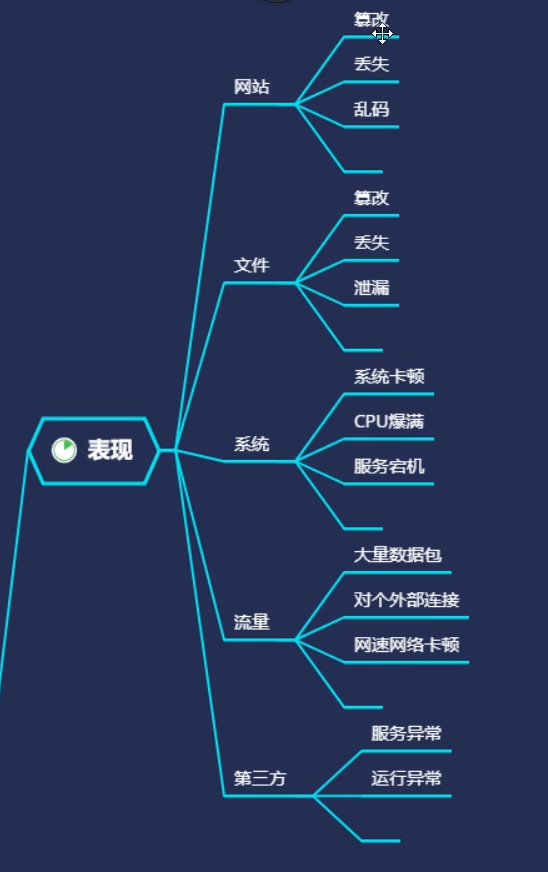 篡改
丢失
网站
乱码
篡改
丢失
文件
泄漏
系统卡顿
CPU爆满
表现
系统
服务宕机
大量数据包
对个外部连接
流量
网速网络卡顿
服务异常
第三方
运行异常